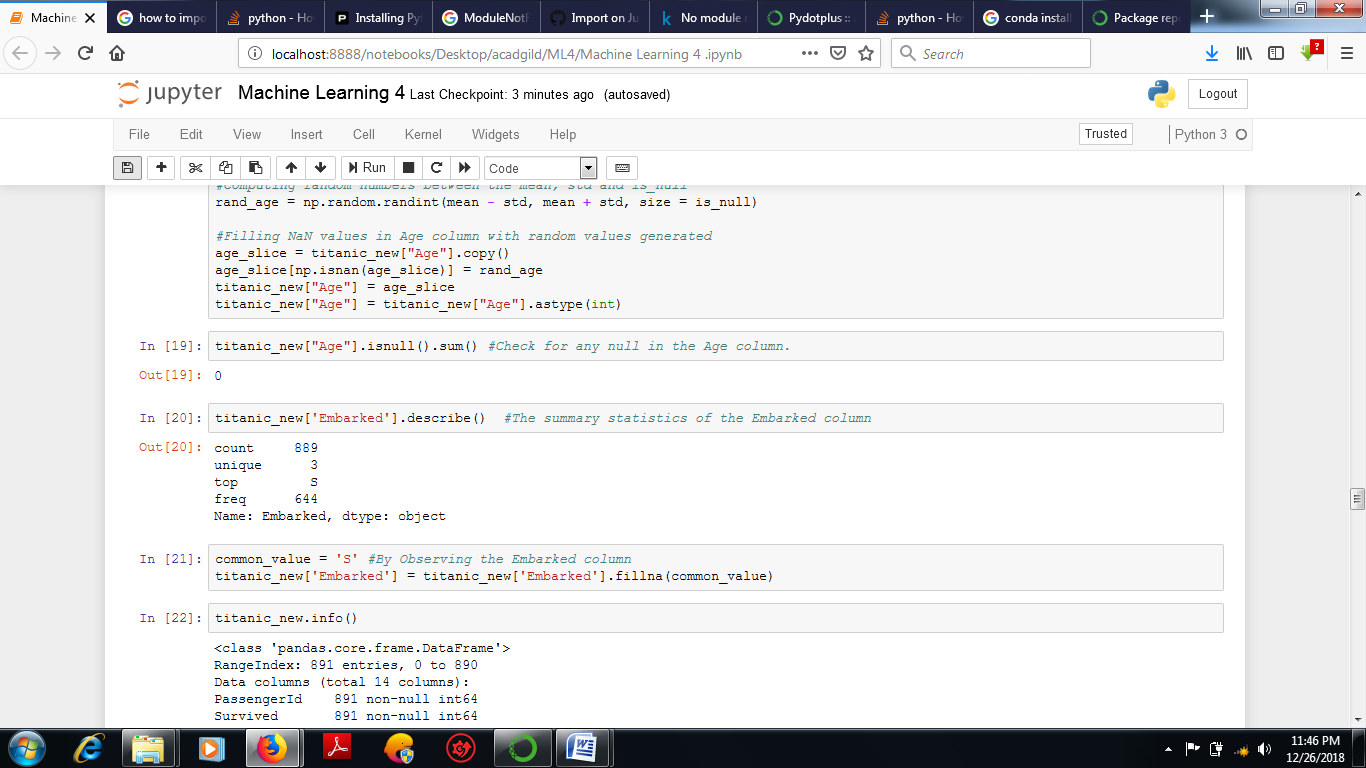 Machine
how to impo
python - Ho
Installing Py
ModuleNotF
Import on Ju
No module
Pydotplus ::
python - Ho
conda install
Package rep
localhost:8888/notebooks/Desktop/acadgild/ML4/Machine Learning 4 .ipynb
Search
?
jupyter Machine Learning 4 Last Checkpoint: 3 minutes ago (autosaved)
Logout
File Edit View Insert Cell Kernel Widgets Help
Trusted
Python 3
Run
Code
#Computing random numbers between the mean, std and is_null
rand_age = np.random.randint(mean - std, mean + std, size = is_null)
#Filling NaN values in Age column with random values generated
age_slice = titanic_new["Age"].copy()
age_slice[np.isnan(age_slice)] = rand_age
titanic_new["Age"] = age_slice
titanic_new["Age"] = titanic_new["Age"].astype(int)
In [19]: titanic_new["Age"].isnull().sum() #Check for any null in the Age column.
Out[19]: 0
In [20]: titanic_new['Embarked'].describe()  #The summary statistics of the Embarked column
Out[20]: count     889
unique      3
top         S
freq      644
Name: Embarked, dtype: object
In [21]: common_value = 'S' #By Observing the Embarked column
titanic_new['Embarked'] = titanic_new['Embarked'].fillna(common_value)
In [22]: titanic_new.info()
<class 'pandas.core.frame.DataFrame'>
RangeIndex: 891 entries, 0 to 890
Data columns (total 14 columns):
PassengerId    891 non-null int64
Survived       891 non-null int64
11:46 PM
12/26/2018